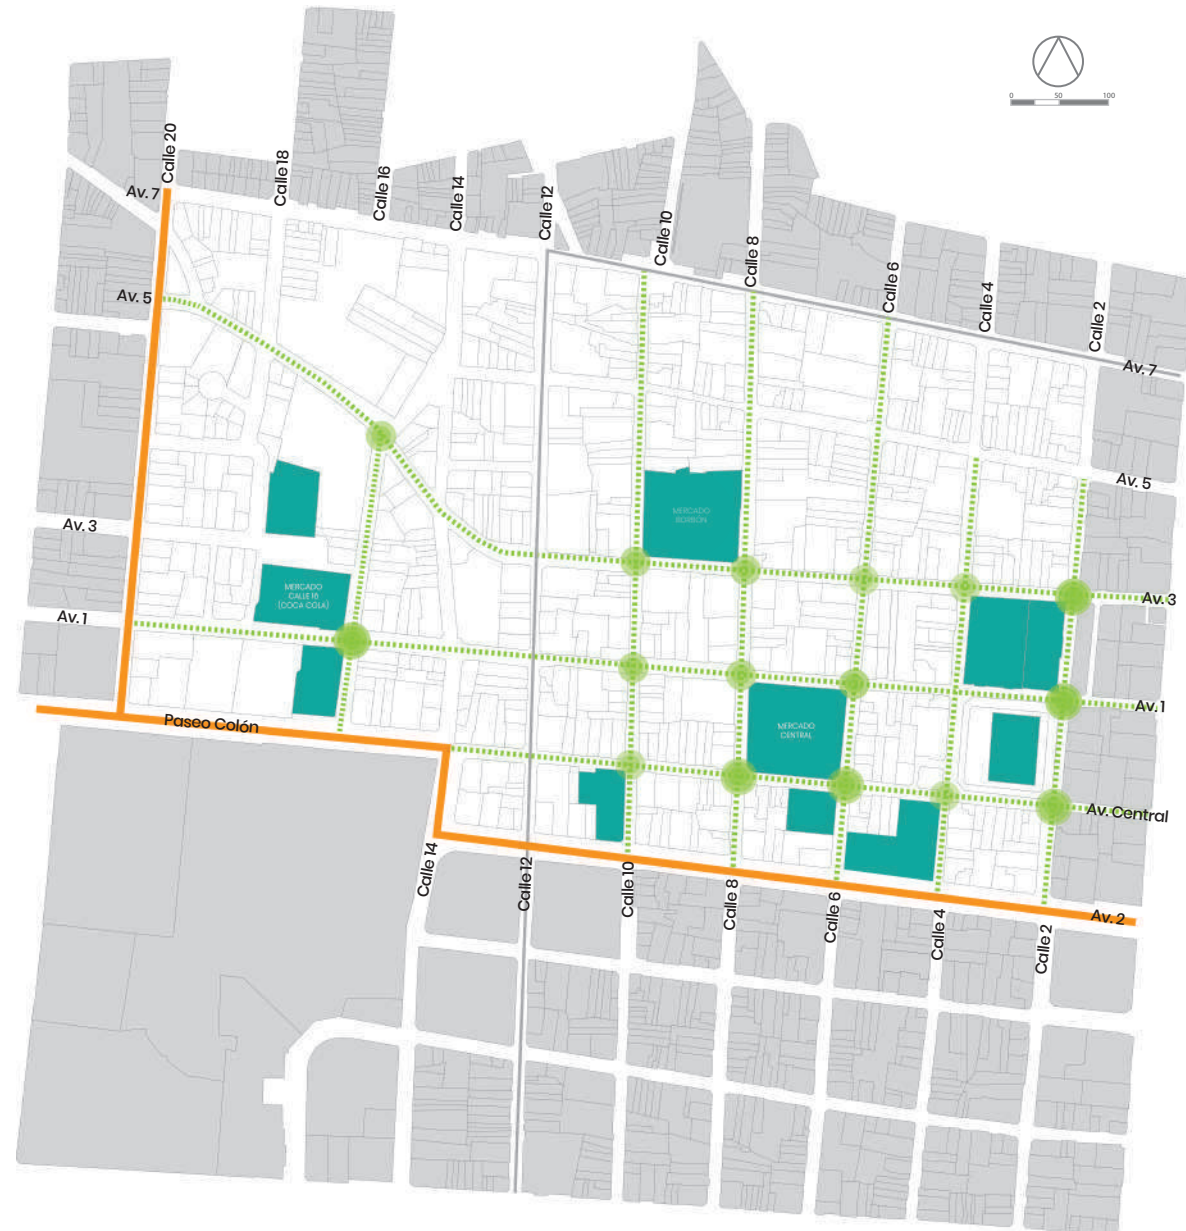 0 50 100
Calle 20
Calle 18
Calle 16
Calle 14
Calle 12
Calle 10
Calle 8
Calle 6
Calle 4
Calle 2
Av. 7
Av. 5
Av. 7
Av. 5
MERCADO
BORBÓN
Av. 3
MERCADO
CALLE 16
(COCA COLA)
Av. 3
Av. 1
Av. 1
Paseo Colón
MERCADO
CENTRAL
Av. Central
Calle 14
Calle 12
Calle 10
Calle 8
Calle 6
Calle 4
Calle 2
Av. 2